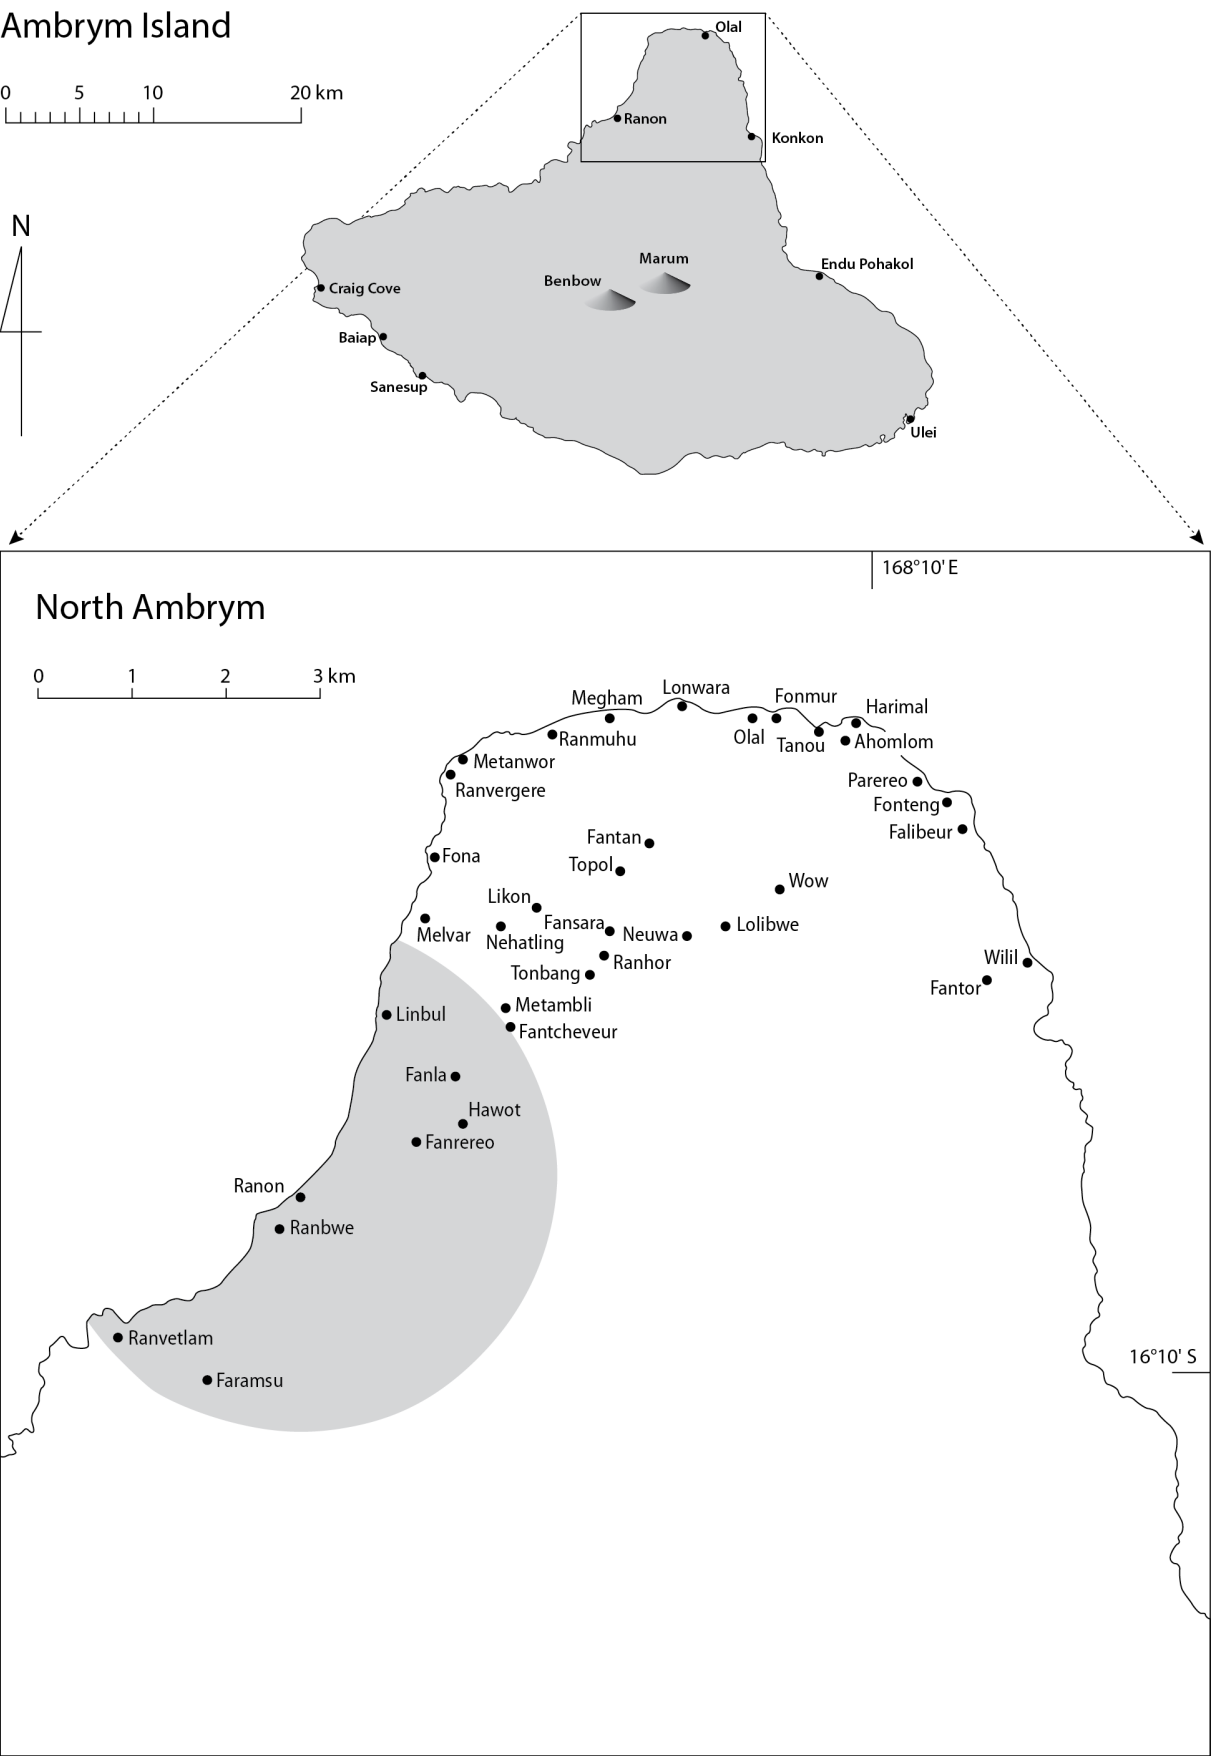 Ambrym Island
0 5 10 20 km
N
Olal
Ranon
Konkon
Marum
Benbow
Endu Pohakol
Craig Cove
Baiap
Sanesup
Ulei
168°10' E
North Ambrym
0 1 2 3 km
Lonwara
Megham
Fonmur
Harimal
Ranmuhu
Olal
Tanou
Ahomlom
Metanwor
Ranvergere
Parereo
Fonteng
Falibeur
Fantan
Fona
Topol
Wow
Likon
Fansara
Neuwa
Lolibwe
Melvar
Nehatling
Ranhor
Tonbang
Wilil
Fantor
Metambli
Linbul
Fantcheveur
Fanla
Hawot
Fanrereo
Ranon
Ranbwe
Ranvetlam
16°10' S
Faramsu